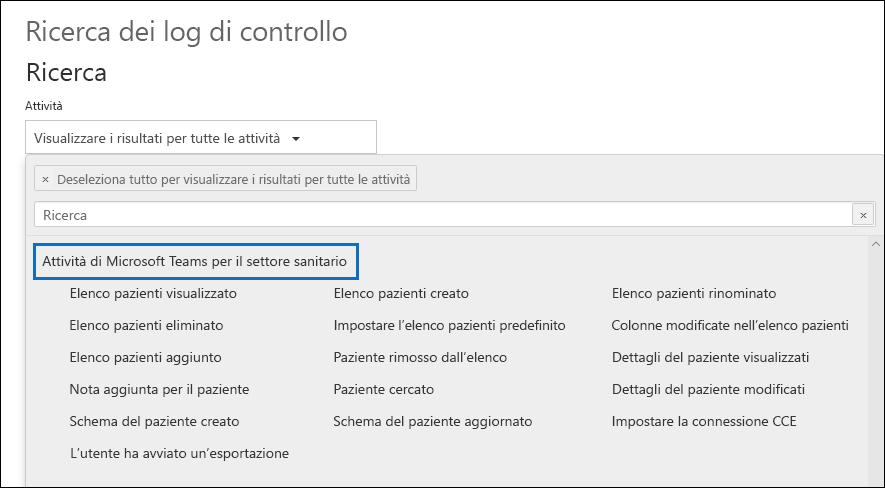 Ricerca dei log di controllo
Ricerca
Attività
Visualizzare i risultati per tutte le attività
× Deseleziona tutto per visualizzare i risultati per tutte le attività
Ricerca ×
Attività di Microsoft Teams per il settore sanitario
Elenco pazienti visualizzato Elenco pazienti creato Elenco pazienti rinominato
Elenco pazienti eliminato Impostare l'elenco pazienti predefinito Colonne modificate nell'elenco pazienti
Elenco pazienti aggiunto Paziente rimosso dall'elenco Dettagli del paziente visualizzati
Nota aggiunta per il paziente Paziente cercato Dettagli del paziente modificati
Schema del paziente creato Schema del paziente aggiornato Impostare la connessione CCE
L'utente ha avviato un'esportazione